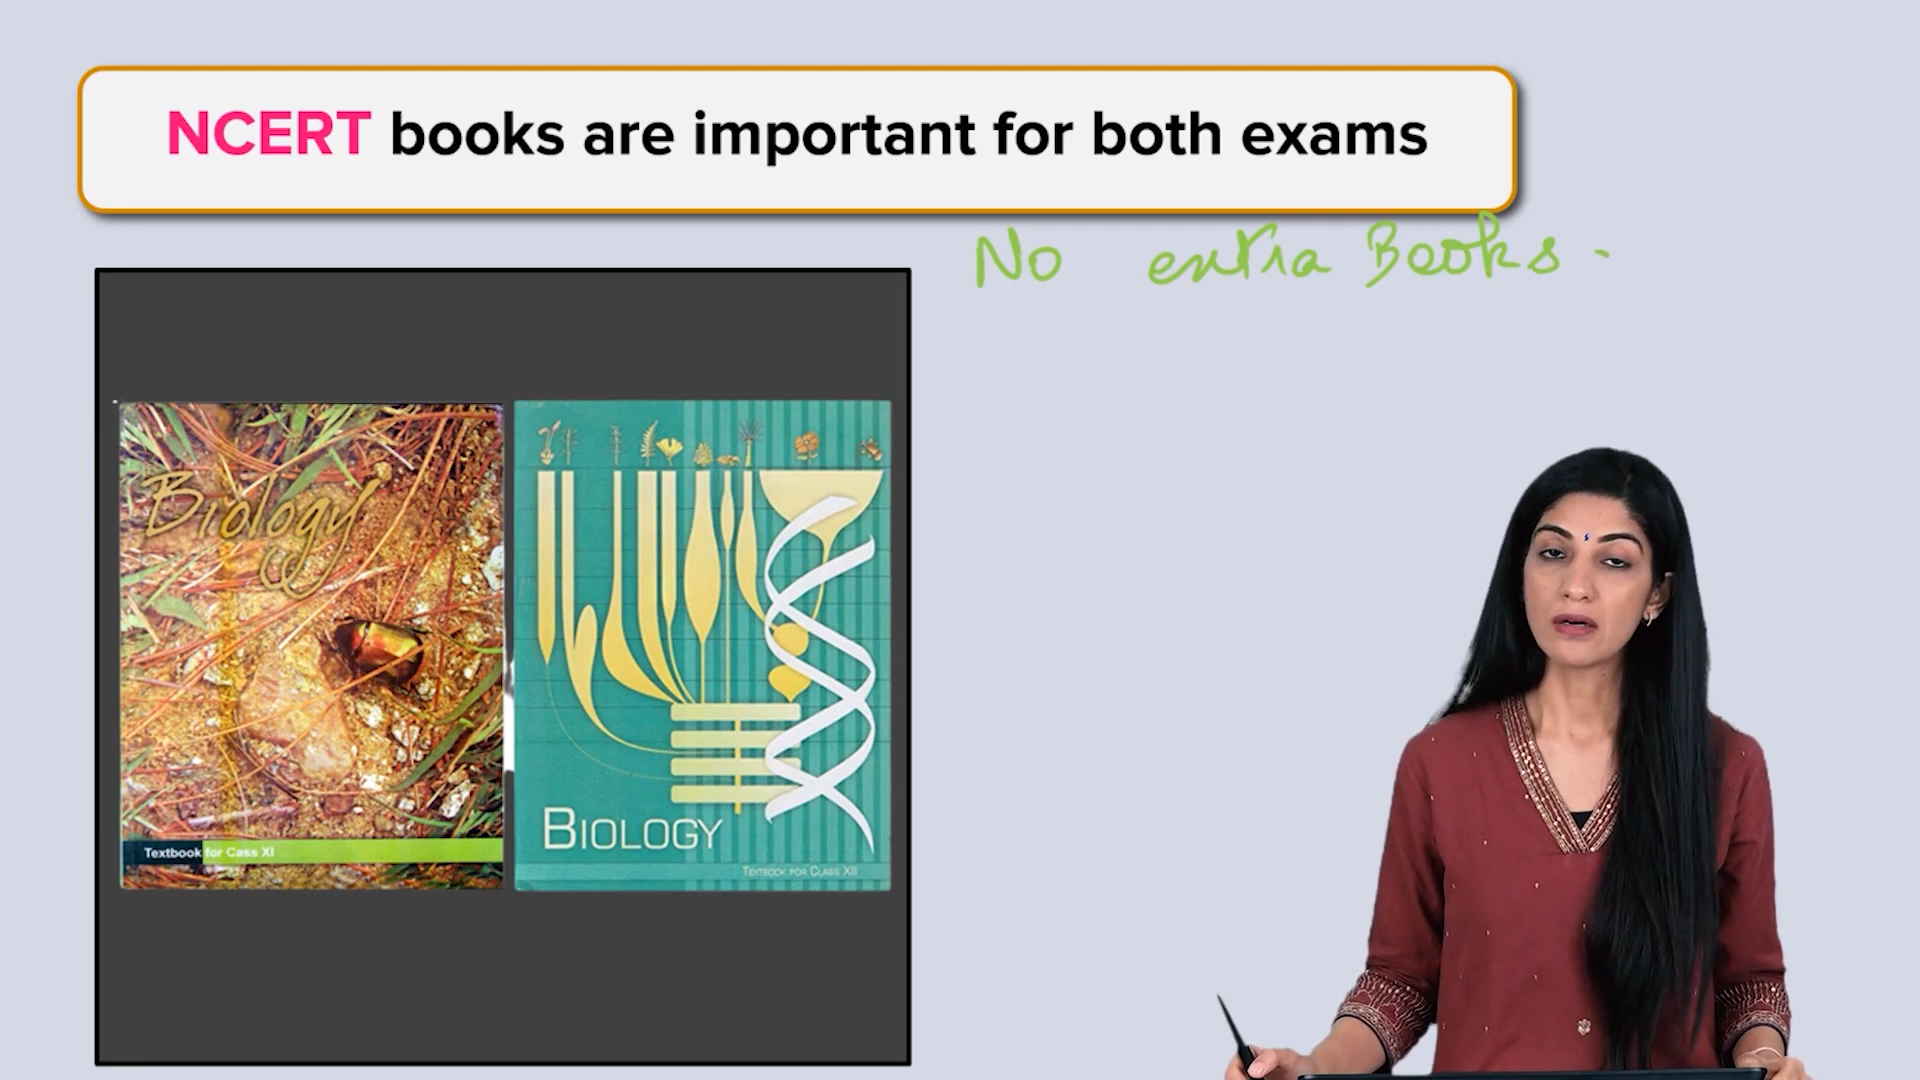 NCERT books are important for both exams
No extra Books.
Biology
Textbook for Cass XI
BIOLOGY
TEXTBOOK FOR CLASS XII